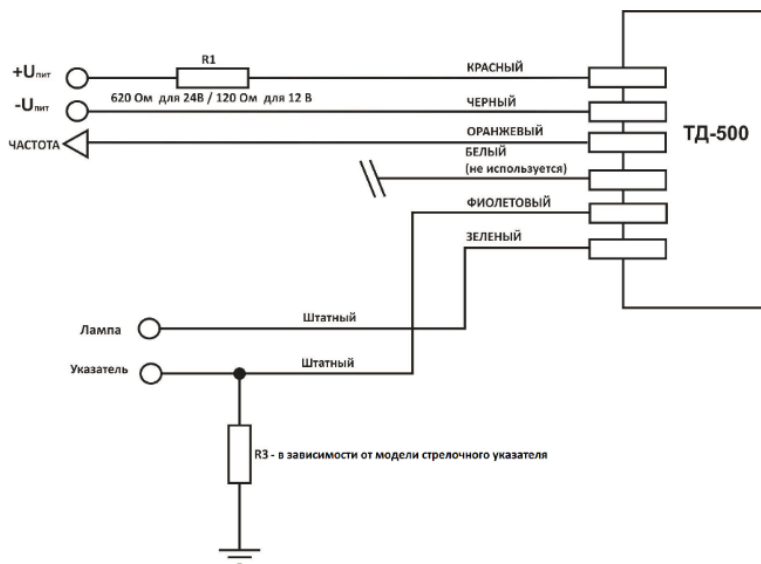 R1
+Uпит
КРАСНЫЙ
620 Ом для 24В / 120 Ом для 12 В
-Uпит
ЧЕРНЫЙ
ОРАНЖЕВЫЙ
ТД-500
ЧАСТОТА
БЕЛЫЙ
(не используется)
ФИОЛЕТОВЫЙ
ЗЕЛЕНЫЙ
Лампа
Штатный
Указатель
Штатный
R3 - в зависимости от модели стрелочного указателя